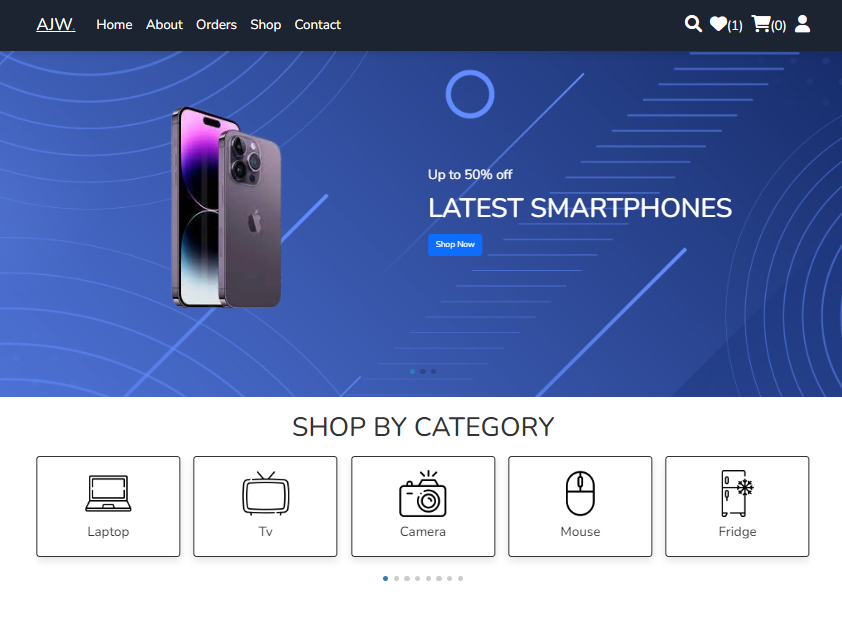 AJW. Home About Orders Shop Contact (1) (0)
Up to 50% off
LATEST SMARTPHONES
Shop Now
SHOP BY CATEGORY
Laptop Tv Camera Mouse Fridge